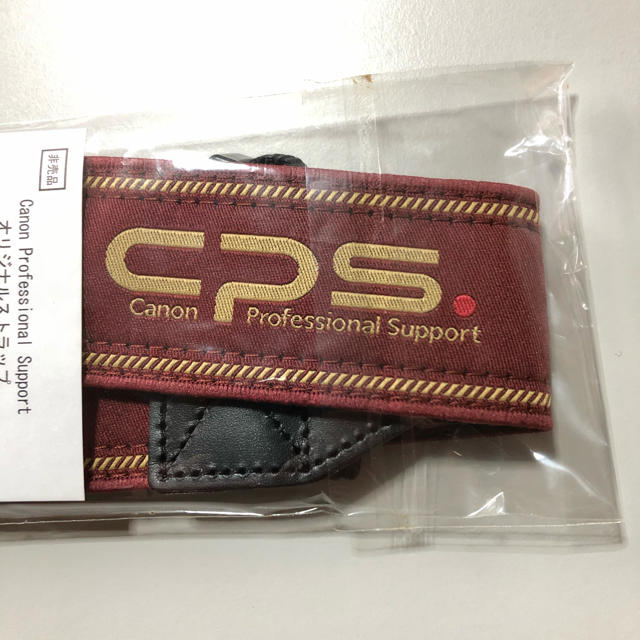 非売品
Canon Professional Support
オリジナルストラップ
CPS.
Canon Professional Support